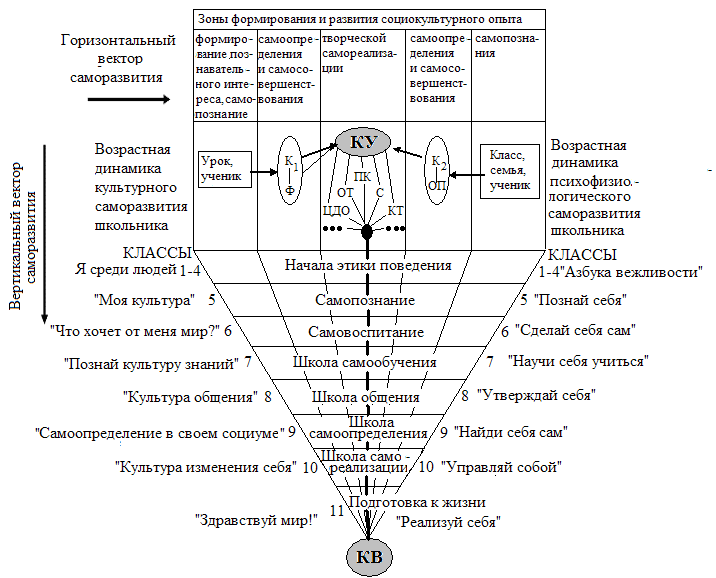 Зоны формирования и развития социокультурного опыта
Горизонтальный
вектор
саморазвития
формиро-
вание поз-
наватель-
ного инте-
реса, само-
познание
самоопре-
деления
и самосо-
вершенст-
вования
творческой
самореализа-
ции
самоопре-
деления
и самосо-
вершенст-
вования
самопозна-
ния
Вертикальный вектор
саморазвития
Возрастная
динамика
культурного
саморазвития
школьника
Урок,
ученик
К1
Ф
КУ
ПК
ОТ
С
ЦДО
КТ
К2
ОП
Класс,
семья,
ученик
Возрастная
динамика
психофизио.-
логического
саморазвития
школьника
КЛАССЫ
КЛАССЫ
Я среди людей 1-4
Начала этики поведения
1-4 "Азбука вежливости"
"Моя культура" 5
Самопознание
5 "Познай себя"
"Что хочет от меня мир?" 6
Самовоспитание
6 "Сделай себя сам"
"Познай культуру знаний" 7
Школа самообучения
7 "Научи себя учиться"
"Культура общения" 8
Школа общения
8 "Утверждай себя"
"Самоопределение в своем социуме" 9
Школа
самоопределения
9 "Найди себя сам"
"Культура изменения себя" 10
Школа само -
реализации
10 "Управляй собой"
"Здравствуй мир!" 11
Подготовка к жизни
"Реализуй себя"
КВ